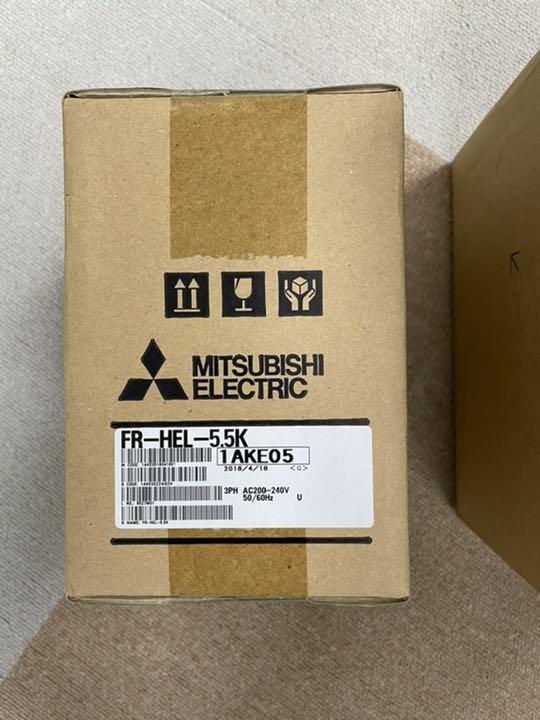 MITSUBISHI
ELECTRIC
FR-HEL-5.5K
1AKE05
2018/4/18 <G>
3PH AC200-240V
50/60Hz U
NAME: FR-HEL-5.5K